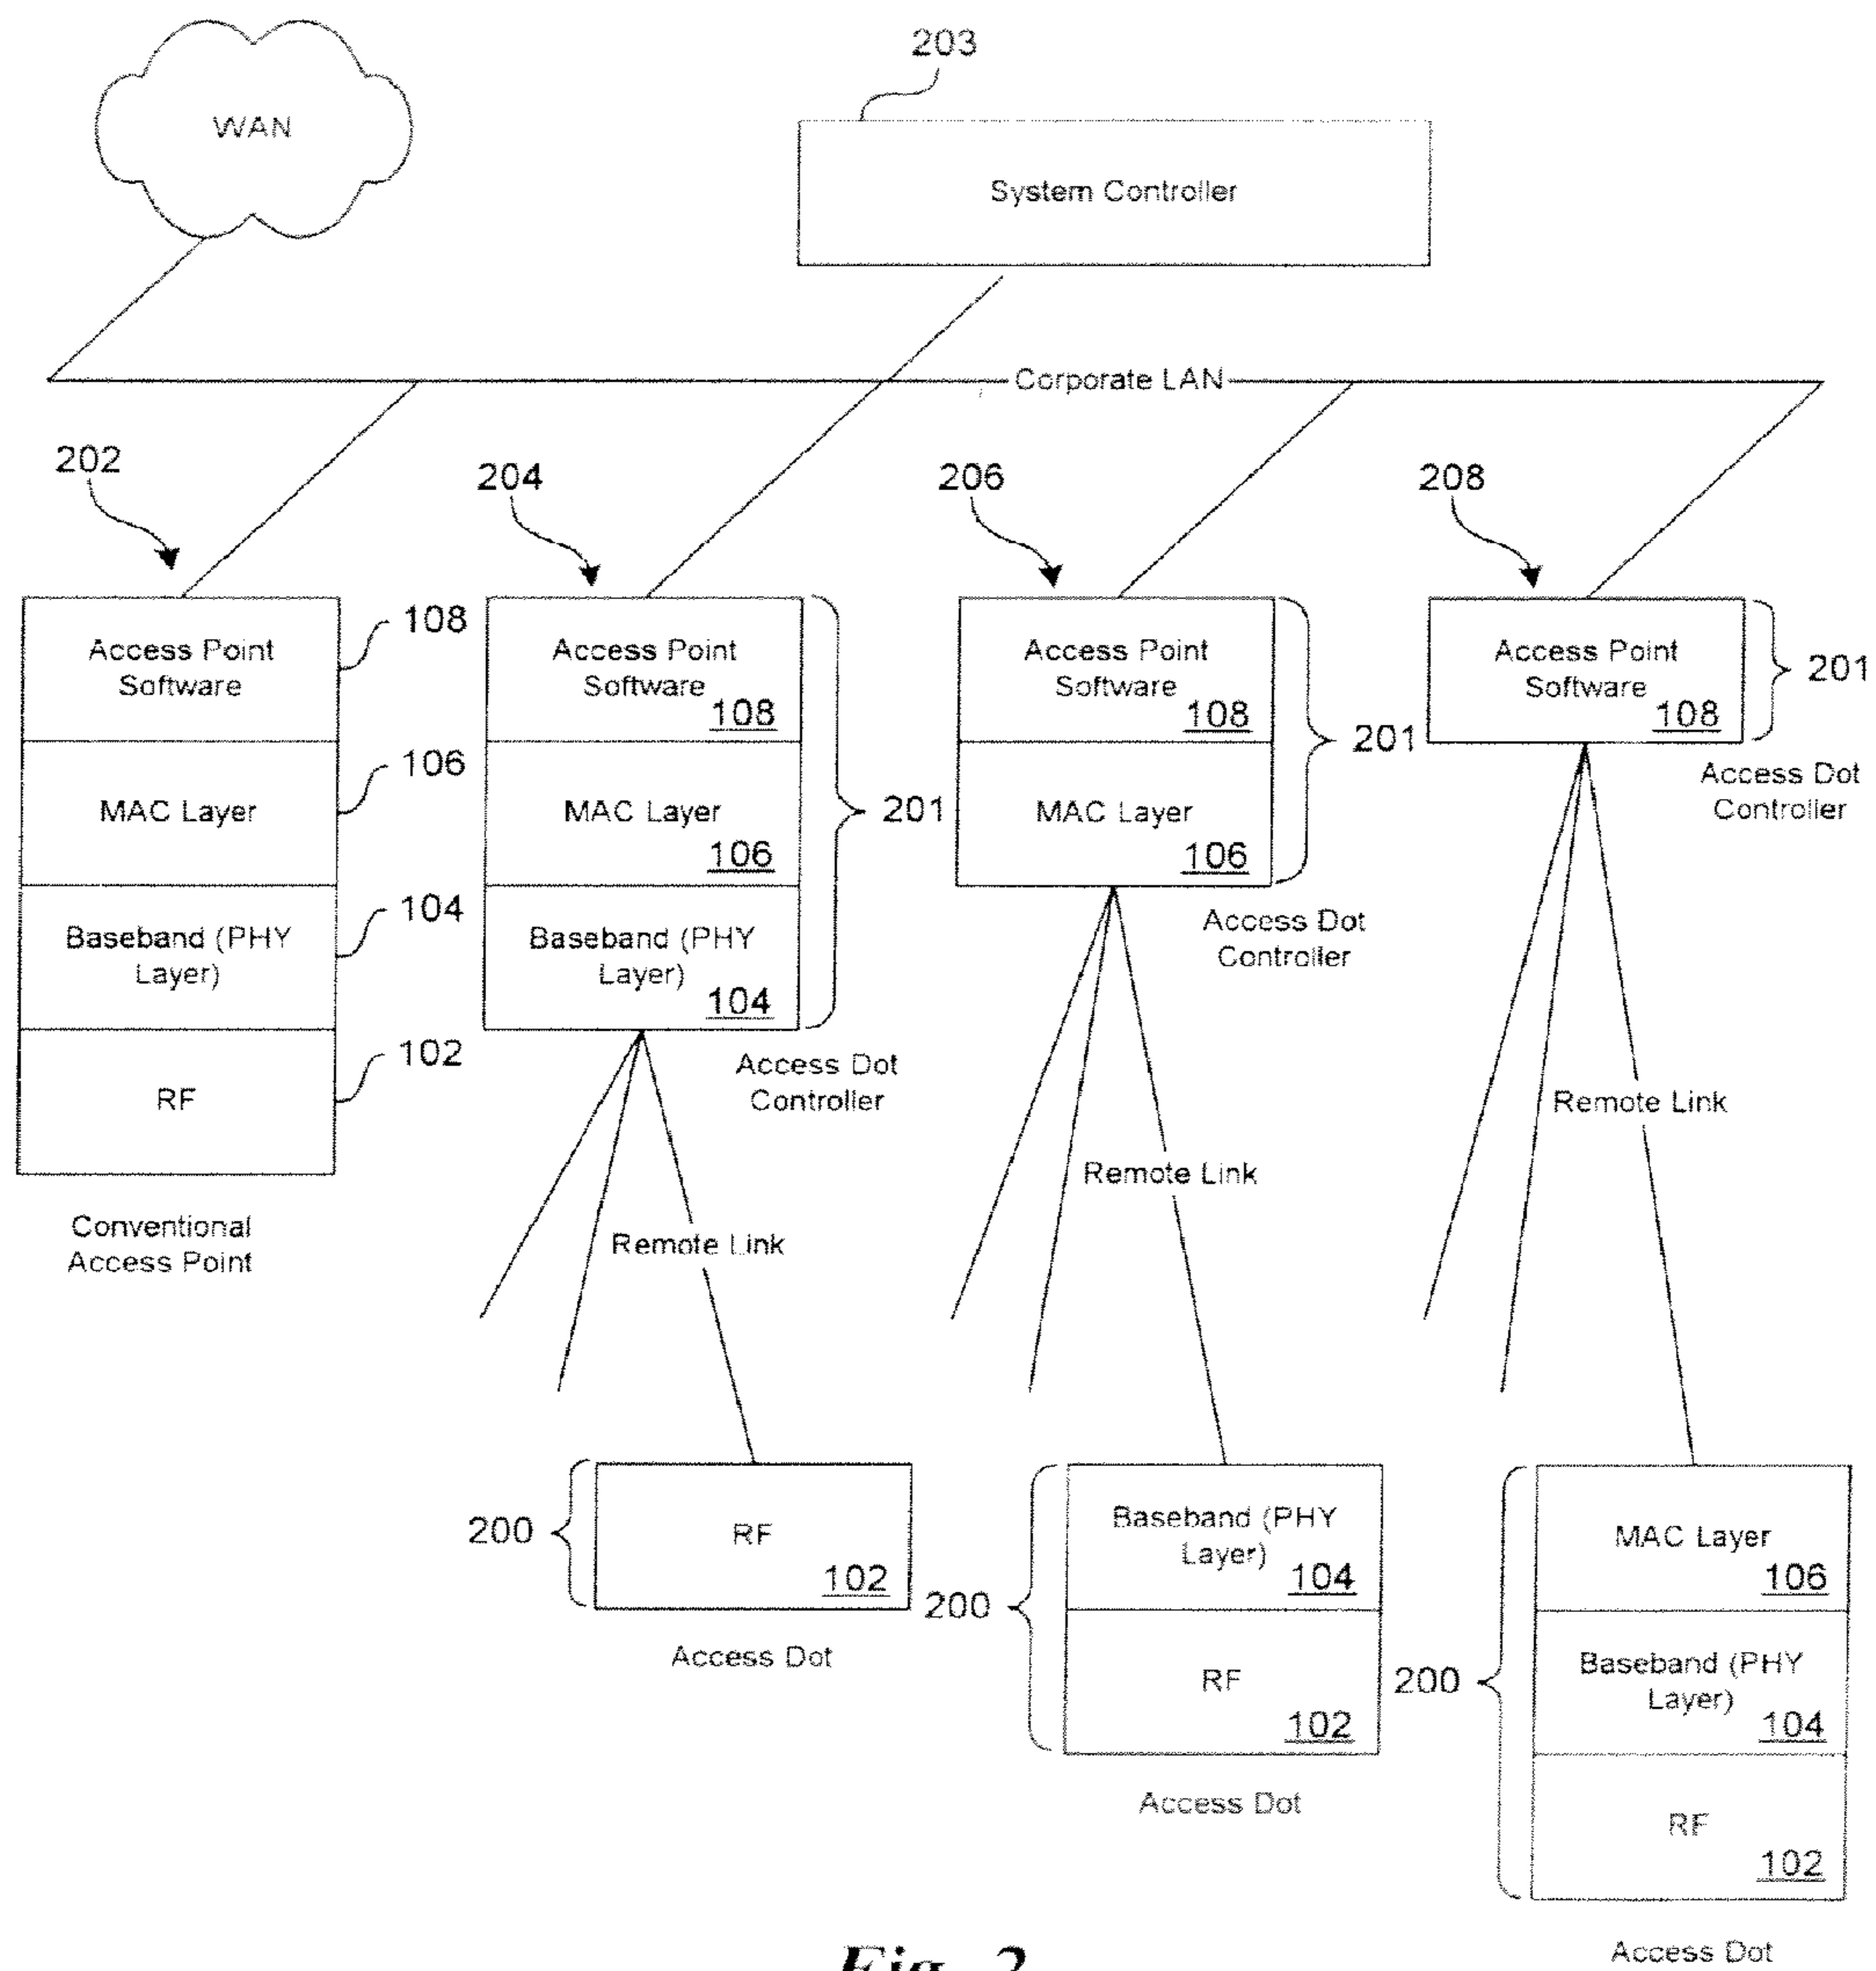 203
WAN
System Controller
Corporate LAN
202
204
206
208
Access Point
Software
108
MAC Layer
106
Baseband (PHY
Layer)
104
RF
102
Conventional
Access Point
Access Point
Software
108
MAC Layer
106
Baseband (PHY
Layer)
104
201
Access Dot
Controller
Remote Link
200
RF
102
Access Dot
Access Point
Software
108
MAC Layer
106
201
Access Dot
Controller
Remote Link
200
Baseband (PHY
Layer)
104
RF
102
Access Dot
Access Point
Software
108
201
Access Dot
Controller
Remote Link
200
MAC Layer
106
Baseband (PHY
Layer)
104
RF
102
Access Dot
Fig. 2